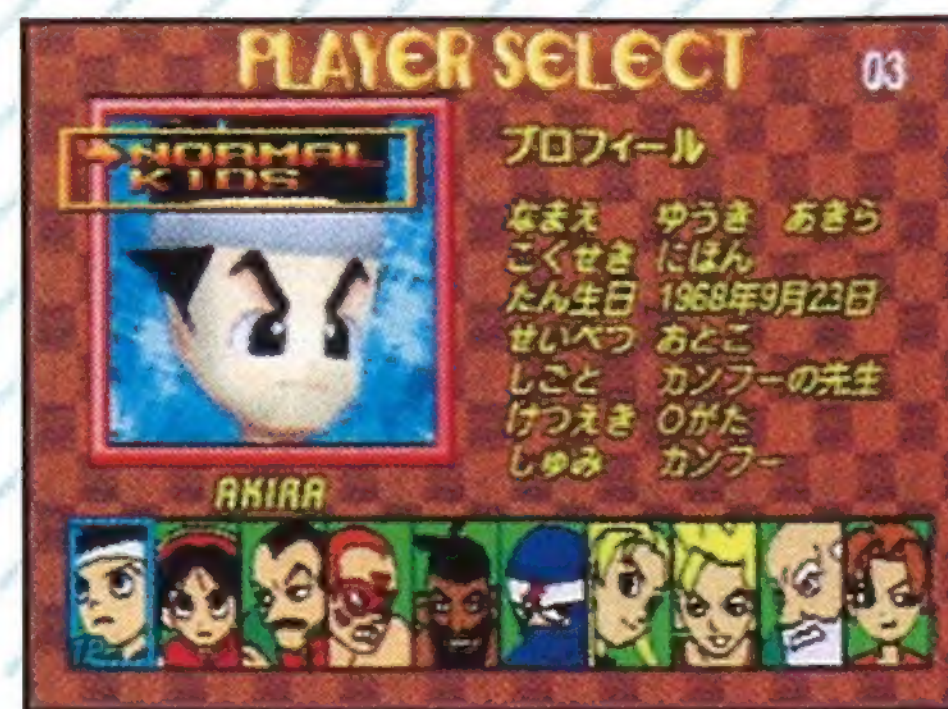 PLAYER SELECT
03
NORMAL
KIDS
プロフィール
なまえ ゆうき あきら
こくせき にほん
たん生日 1968年9月23日
せいべつ おとこ
しごと カンフーの先生
けつえき Oがた
しゅみ カンフー
AKIRA